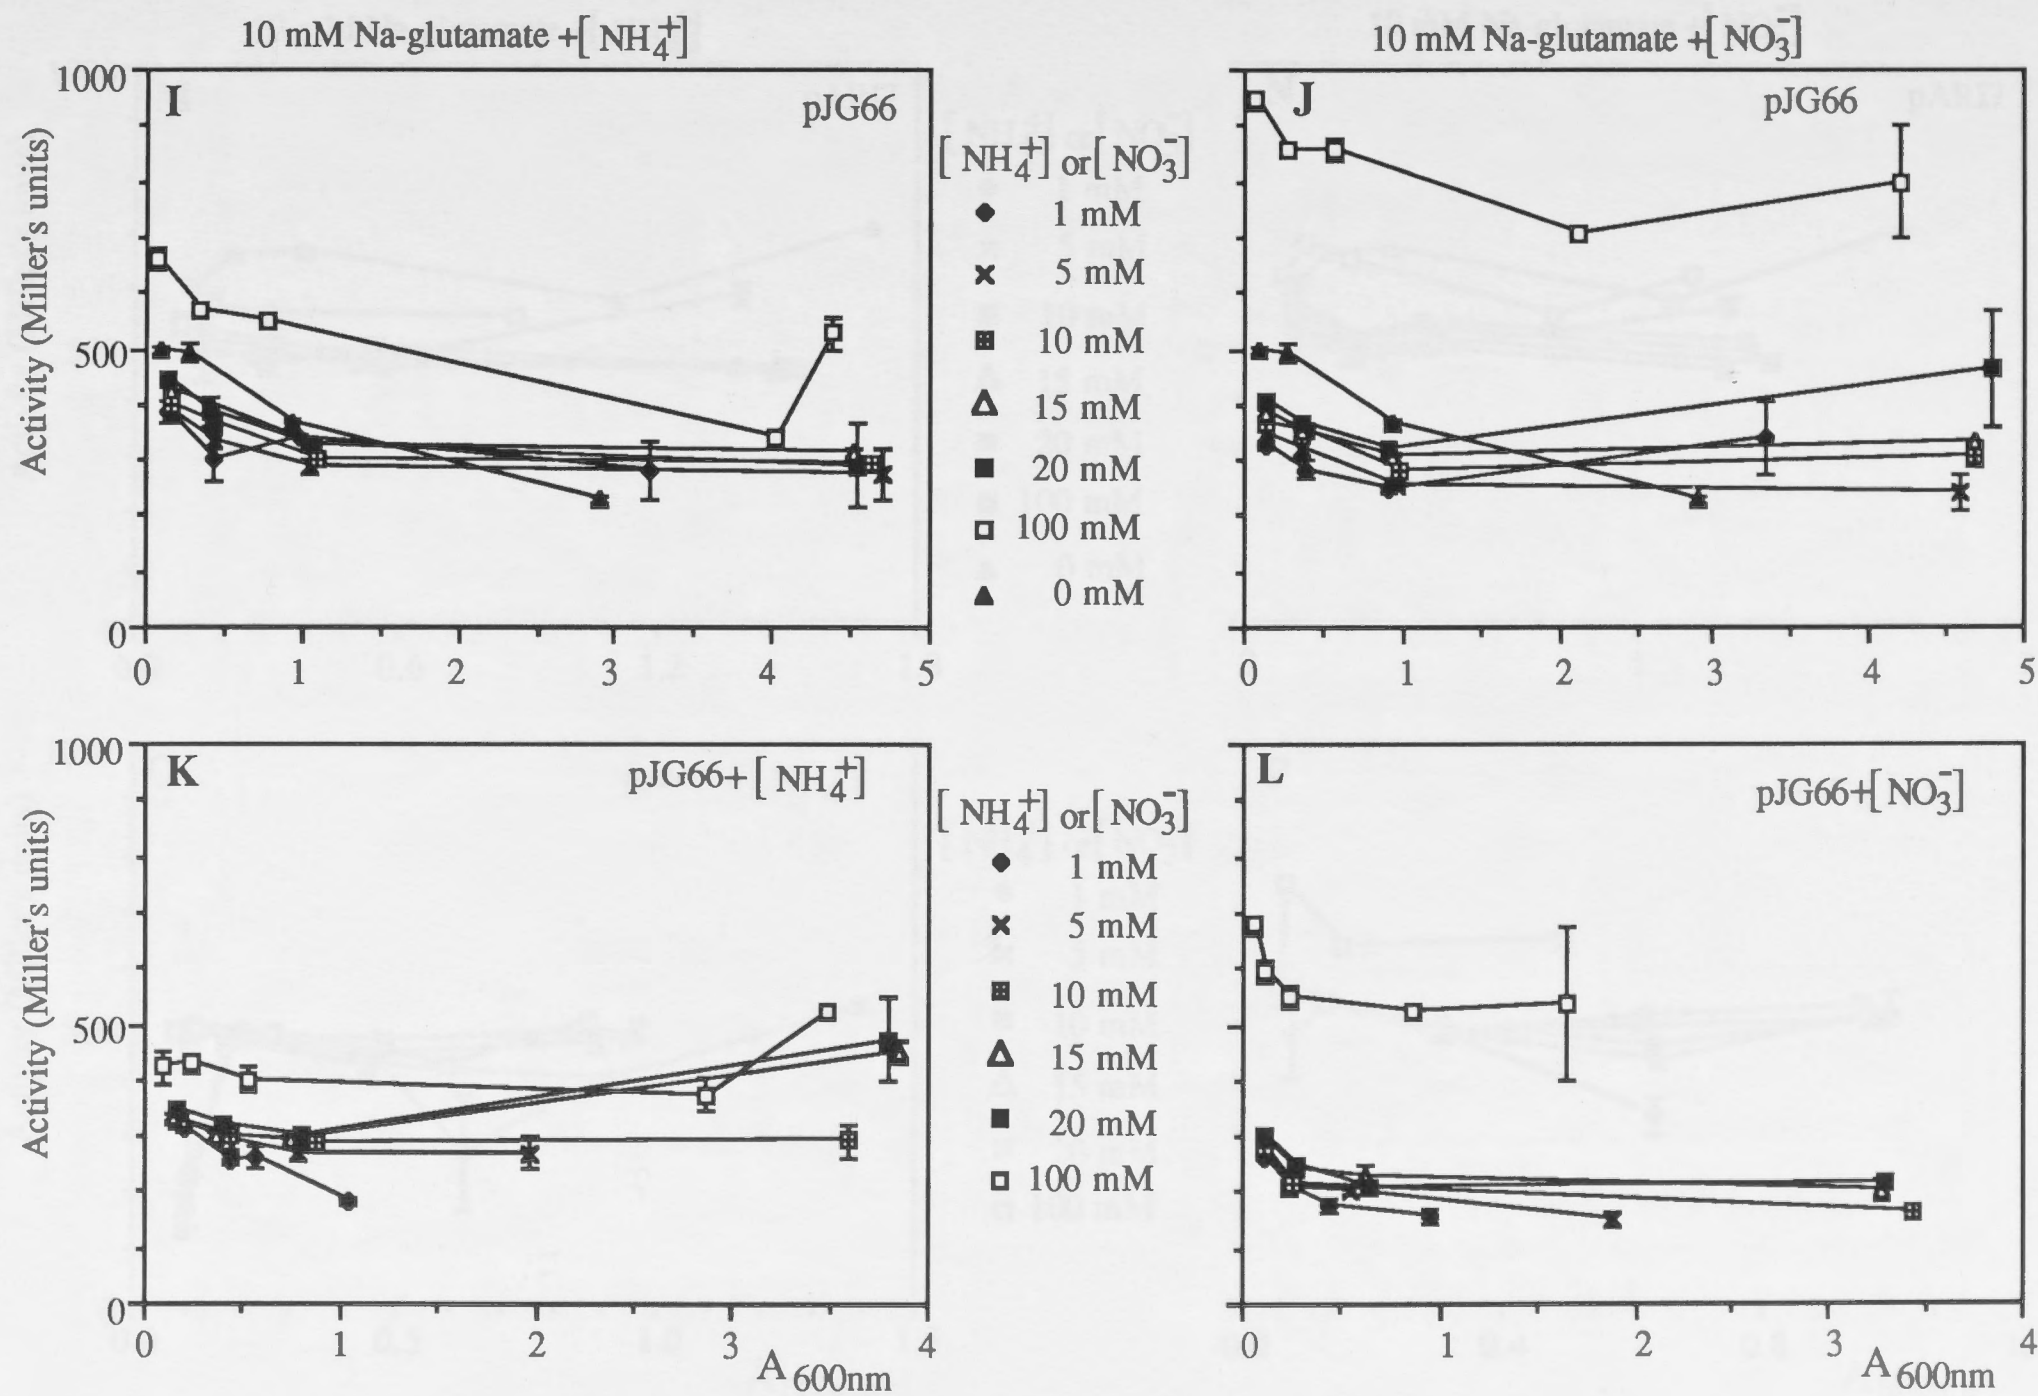 10 mM Na-glutamate +[ NH4+]
10 mM Na-glutamate +[ NO3-]
Activity (Miller's units)
1000
500
0
I
pJG66
0 1 2 3 4 5
[ NH4+] or [ NO3-]
1 mM
5 mM
10 mM
15 mM
20 mM
100 mM
0 mM
J
pJG66
0 1 2 3 4 5
Activity (Miller's units)
1000
500
0
K
pJG66+[ NH4+]
0 1 2 3 4
A600nm
[ NH4+] or [ NO3-]
1 mM
5 mM
10 mM
15 mM
20 mM
100 mM
L
pJG66+[ NO3-]
0 1 2 3 4
A600nm